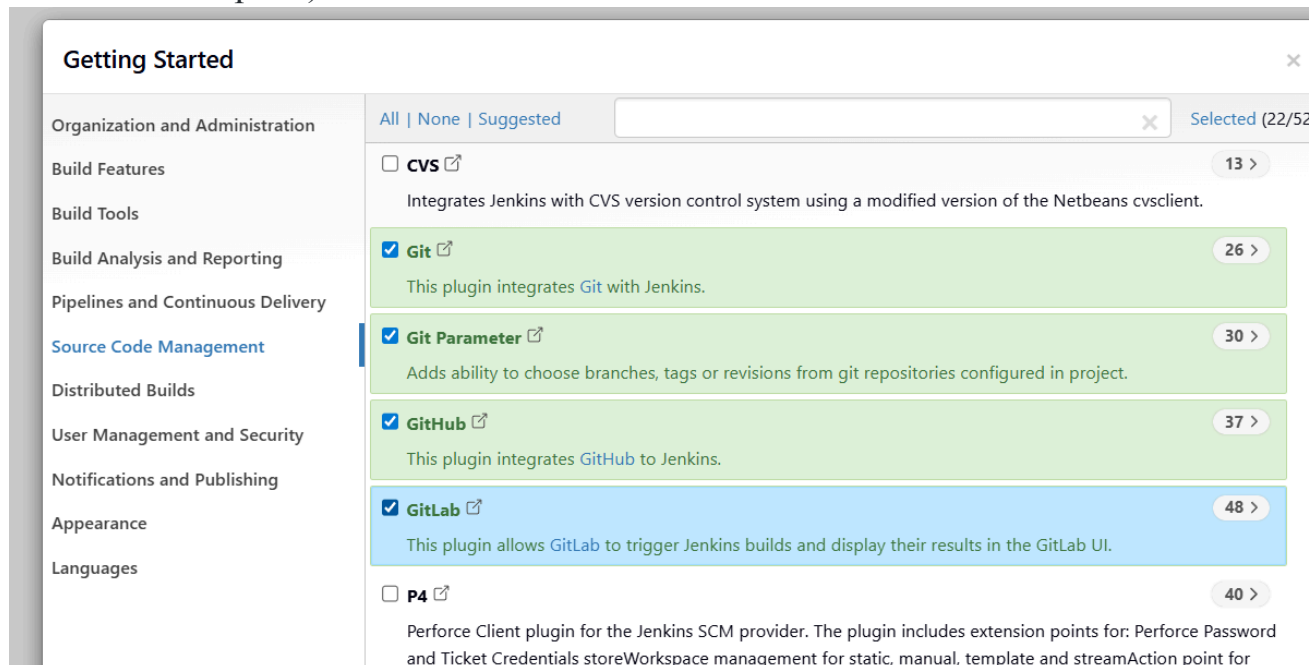 Getting Started
Organization and Administration
Build Features
Build Tools
Build Analysis and Reporting
Pipelines and Continuous Delivery
Source Code Management
Distributed Builds
User Management and Security
Notifications and Publishing
Appearance
Languages
All | None | Suggested
Selected (22/52
CVS 13 >
Integrates Jenkins with CVS version control system using a modified version of the Netbeans cvsclient.
Git 26 >
This plugin integrates Git with Jenkins.
Git Parameter 30 >
Adds ability to choose branches, tags or revisions from git repositories configured in project.
GitHub 37 >
This plugin integrates GitHub to Jenkins.
GitLab 48 >
This plugin allows GitLab to trigger Jenkins builds and display their results in the GitLab UI.
P4 40 >
Perforce Client plugin for the Jenkins SCM provider. The plugin includes extension points for: Perforce Password
and Ticket Credentials storeWorkspace management for static, manual, template and streamAction point for